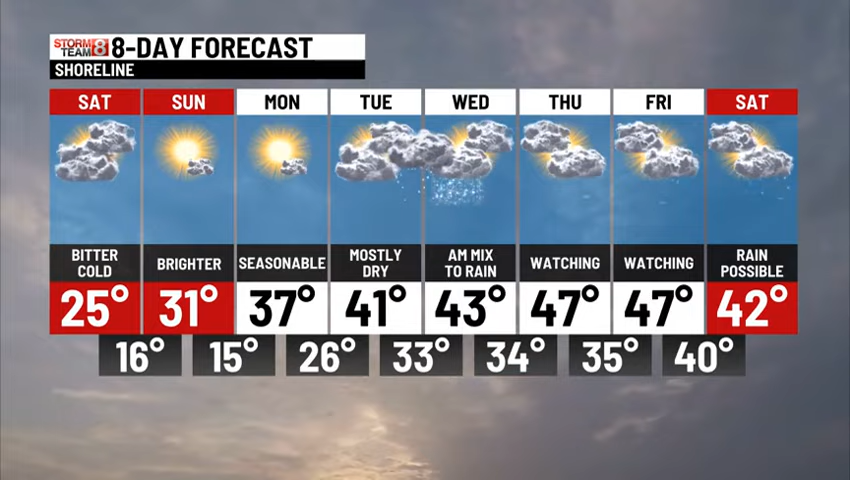 STORM
TEAM 8
8-DAY FORECAST
SHORELINE
SAT SUN MON TUE WED THU FRI SAT
BITTER
COLD
BRIGHTER
SEASONABLE
MOSTLY
DRY
AM MIX
TO RAIN
WATCHING
WATCHING
RAIN
POSSIBLE
25° 31° 37° 41° 43° 47° 47° 42°
16° 15° 26° 33° 34° 35° 40°